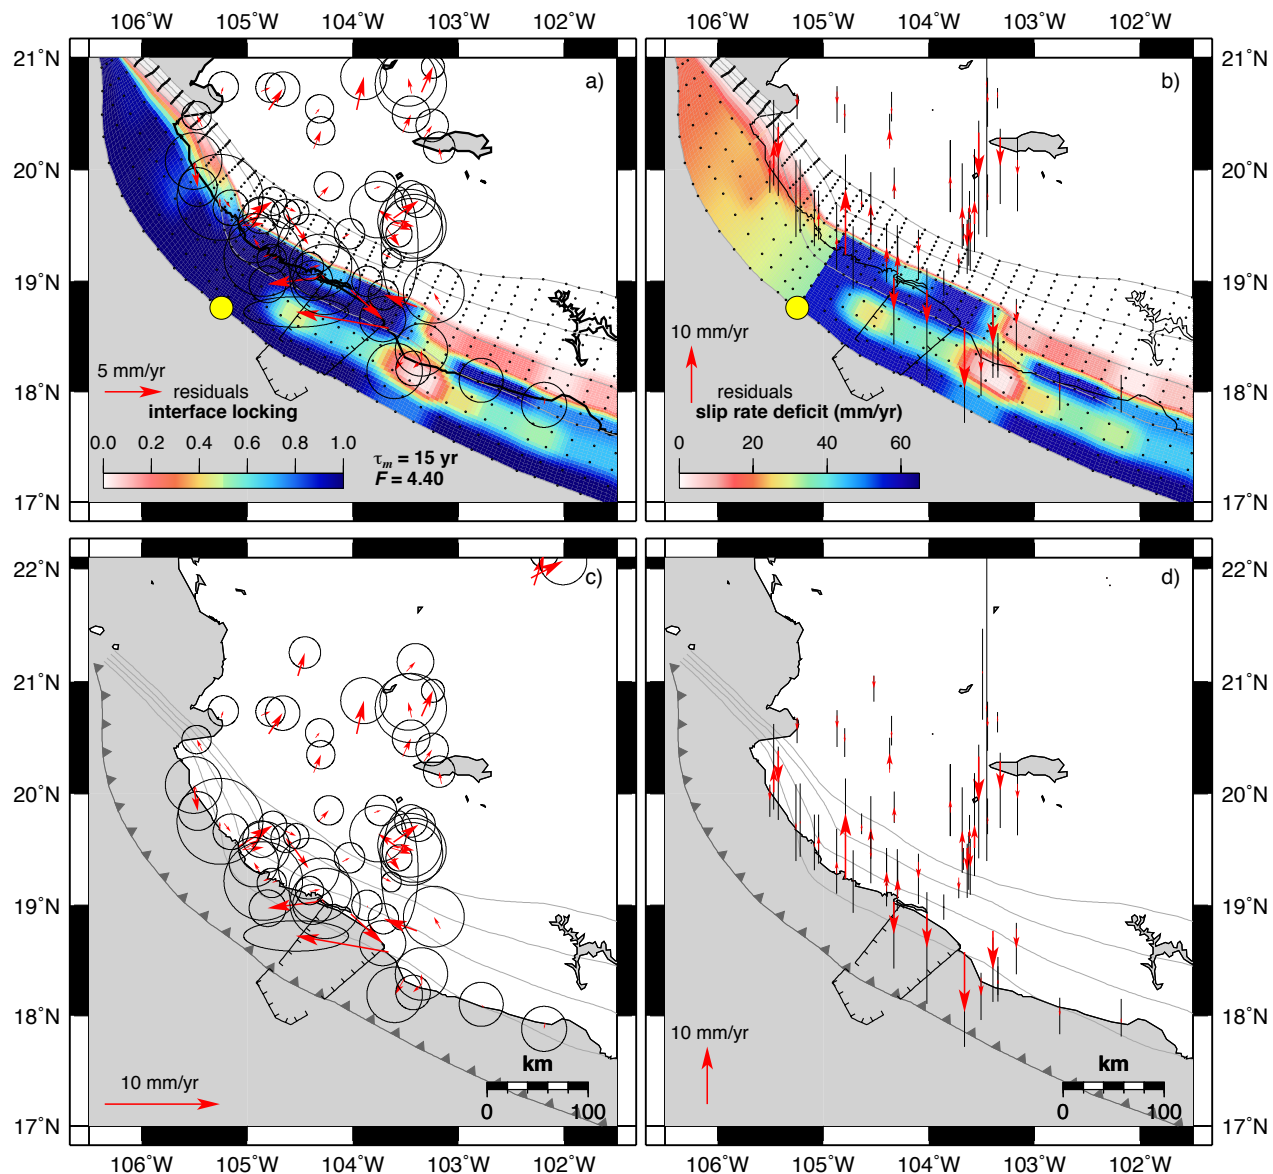 106°W 105°W 104°W 103°W 102°W 106°W 105°W 104°W 103°W 102°W
21°N a) b) 21°N
20°N 20°N
19°N 19°N
10 mm/yr
5 mm/yr
residuals residuals
18°N interface locking slip rate deficit (mm/yr) 18°N
0.0 0.2 0.4 0.6 0.8 1.0 0 20 40 60
τm = 15 yr
F = 4.40
17°N 17°N
22°N c) d) 22°N
21°N 21°N
20°N 20°N
19°N 19°N
18°N 18°N
10 mm/yr
10 mm/yr
km km
0 100 0 100
17°N 17°N
106°W 105°W 104°W 103°W 102°W 106°W 105°W 104°W 103°W 102°W